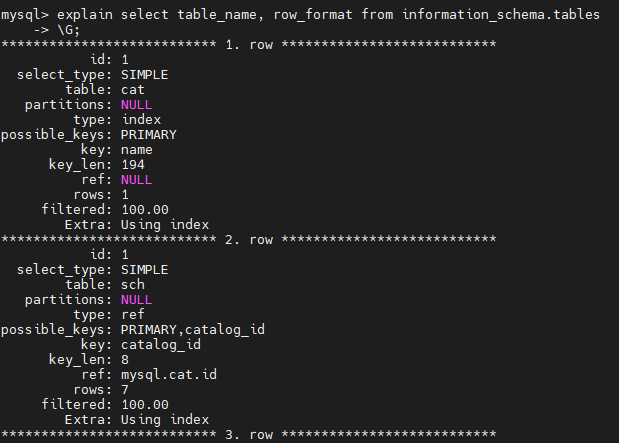 mysql> explain select table_name, row_format from information_schema.tables
    -> \G;
*************************** 1. row ***************************
           id: 1
  select_type: SIMPLE
        table: cat
   partitions: NULL
         type: index
possible_keys: PRIMARY
          key: name
      key_len: 194
          ref: NULL
         rows: 1
     filtered: 100.00
        Extra: Using index
*************************** 2. row ***************************
           id: 1
  select_type: SIMPLE
        table: sch
   partitions: NULL
         type: ref
possible_keys: PRIMARY,catalog_id
          key: catalog_id
      key_len: 8
          ref: mysql.cat.id
         rows: 7
     filtered: 100.00
        Extra: Using index
*************************** 3. row ***************************